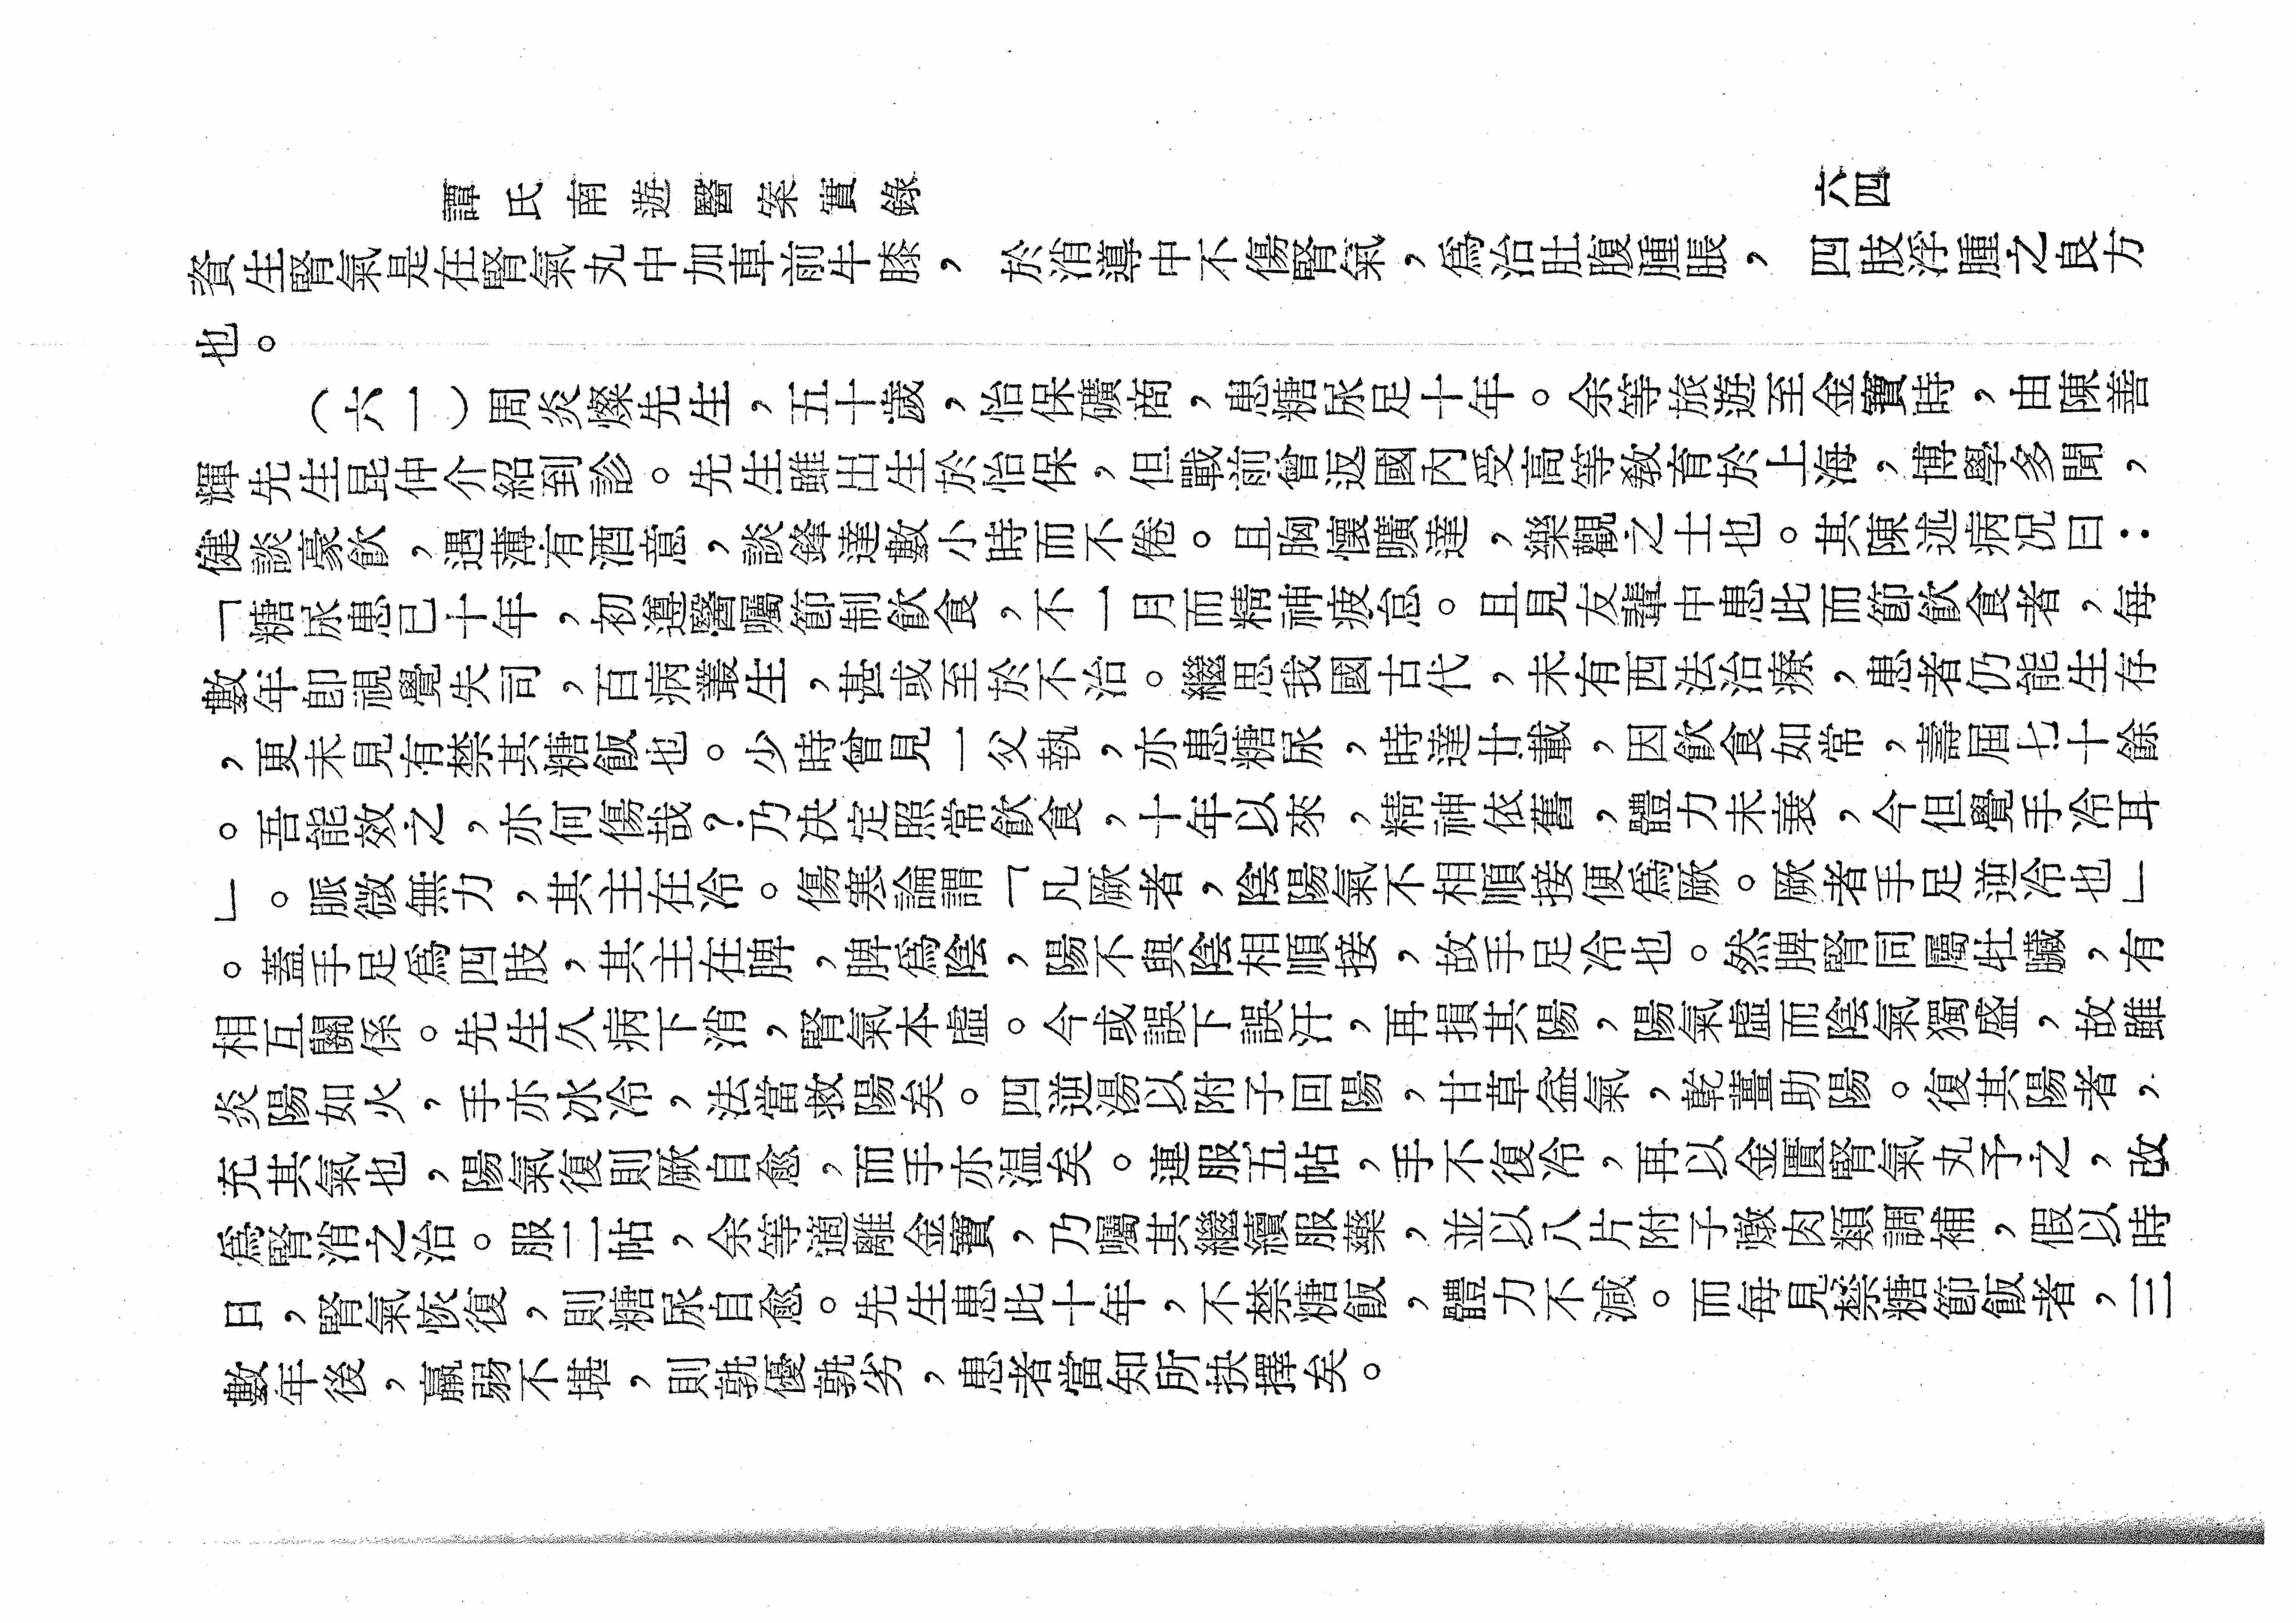 譚氏南遊醫案實錄
六四
資生腎氣是在腎氣丸中加車前牛膝，於消導中不傷腎氣，爲治肚腹腫脹，四肢浮腫之良方
也。
（六一）周炎燦先生，五十歲，怡保礦商，患糖尿足十年。余等旅遊至金寶時，由陳善
輝先生昆仲介紹到診。先生雖出生於怡保，但戰前曾返國內受高等教育於上海，博學多聞，
健談豪飲，遇薄有酒意，談鋒達數小時而不倦。且胸懷曠達，樂觀之士也。其陳述病況曰：
「糖尿患已十年，初遵醫囑節制飲食，不一月而精神疲怠。且見友輩中患此而節飲食者，每
數年卽視覺失司，百病叢生，甚或至於不治。繼思我國古代，未有西法治療，患者仍能生存
，更未見有禁其糖飯也。少時曾見一父執，亦患糖尿，時達廿載，因飲食如常，壽屆七十餘
。吾能效之，亦何傷哉？乃決定照常飲食，十年以來，精神依舊，體力未衰，今但覺手冷耳
」。脈微無力，其主在冷。傷寒論謂「凡厥者，陰陽氣不相順接便爲厥。厥者手足逆冷也」
。蓋手足爲四肢，其主在脾，脾爲陰，陽不與陰相順接，故手足冷也。然脾腎同屬牡臟，有
相互關係。先生久病下消，腎氣本虛。今或誤下誤汗，再損其陽，陽氣虛而陰氣獨盛，故雖
炎陽如火，手亦冰冷，法當救陽矣。四逆湯以附子回陽，甘草益氣，乾薑助陽。復其陽者，
充其氣也，陽氣復則厥自愈，而手亦溫矣。連服五帖，手不復冷，再以金匱腎氣丸予之，改
爲腎消之治。服二帖，余等適離金寶，乃囑其繼續服藥，並以八片附子燉肉類調補，假以時
日，腎氣恢復，則糖尿自愈。先生患此十年，不禁糖飯，體力不減。而每見禁糖節飯者，三
數年後，羸弱不堪，則孰優孰劣，患者當知所抉擇矣。